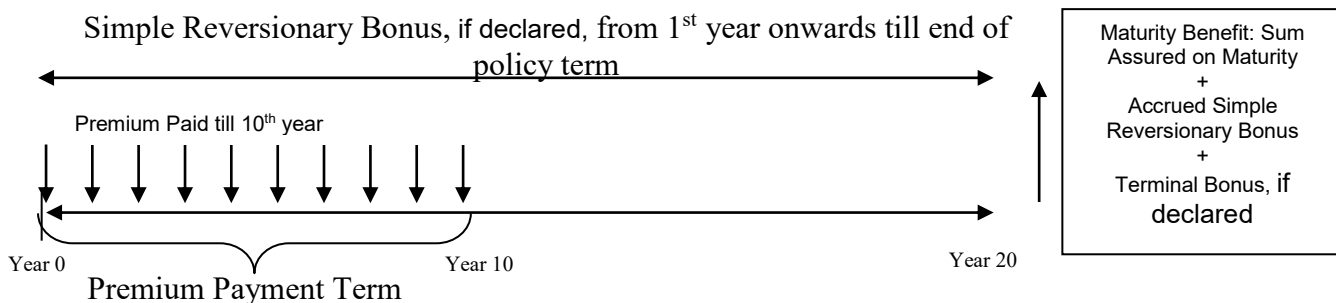 Simple Reversionary Bonus, if declared, from 1st year onwards till end of
policy term
Premium Paid till 10th year
Year 0
Year 10
Year 20
Premium Payment Term
Maturity Benefit: Sum
Assured on Maturity
+
Accrued Simple
Reversionary Bonus
+
Terminal Bonus, if
declared